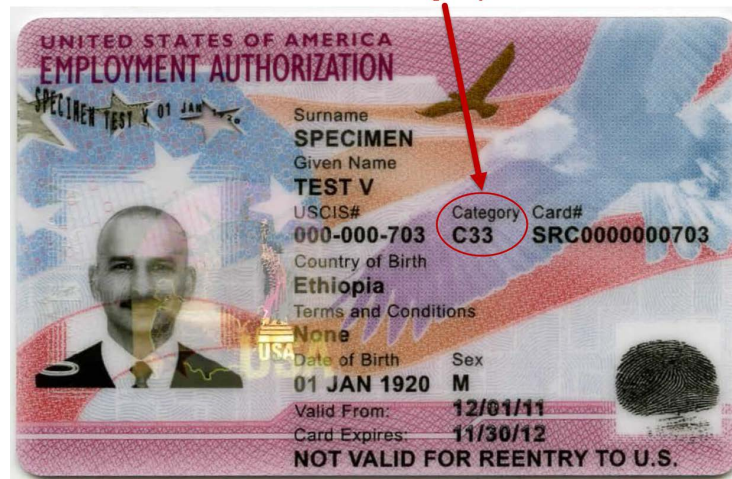 UNITED STATES OF AMERICA
EMPLOYMENT AUTHORIZATION
SPECIMEN TEST V 01 JAN 1920
Surname
SPECIMEN
Given Name
TEST V
USCIS# Category Card#
000-000-703 C33 SRC0000000703
Country of Birth
Ethiopia
Terms and Conditions
None
USA
Date of Birth Sex
01 JAN 1920 M
Valid From: 12/01/11
Card Expires: 11/30/12
NOT VALID FOR REENTRY TO U.S.